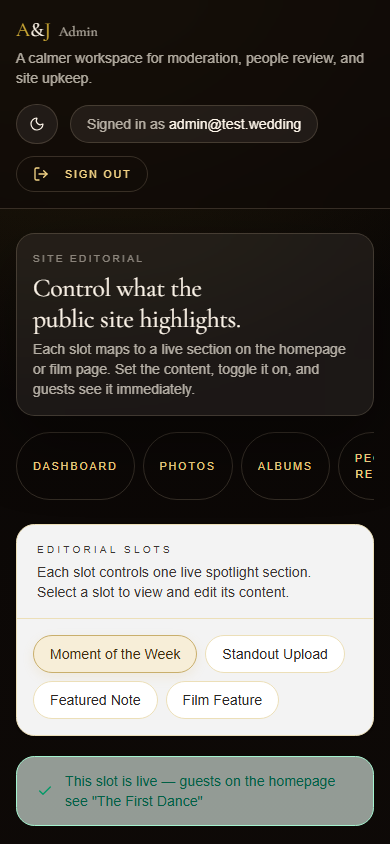 A&J Admin
A calmer workspace for moderation, people review, and
site upkeep.
Signed in as admin@test.wedding
SIGN OUT
SITE EDITORIAL
Control what the
public site highlights.
Each slot maps to a live section on the homepage
or film page. Set the content, toggle it on, and
guests see it immediately.
DASHBOARD PHOTOS ALBUMS
EDITORIAL SLOTS
Each slot controls one live spotlight section.
Select a slot to view and edit its content.
Moment of the Week Standout Upload
Featured Note Film Feature
This slot is live — guests on the homepage
see "The First Dance"